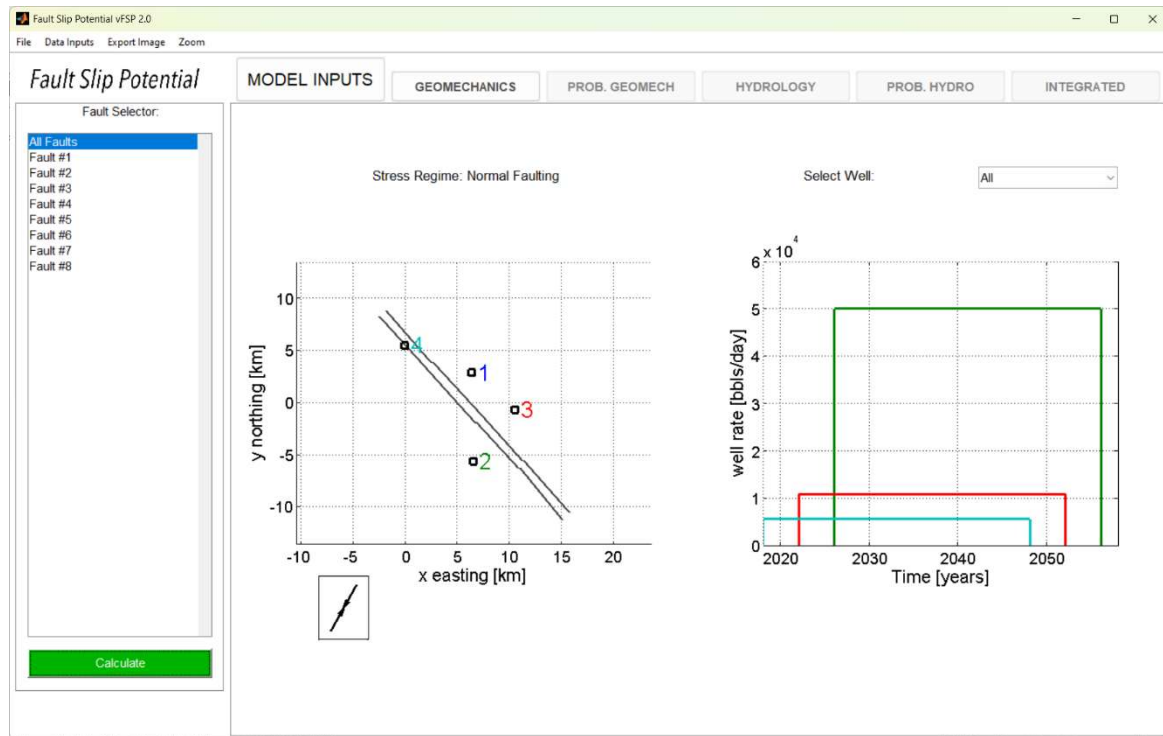 Fault Slip Potential vFSP 2.0
File Data Inputs Export Image Zoom
Fault Slip Potential
MODEL INPUTS
GEOMECHANICS
PROB. GEOMECH
HYDROLOGY
PROB. HYDRO
INTEGRATED
Fault Selector:
All Faults
Fault #1
Fault #2
Fault #3
Fault #4
Fault #5
Fault #6
Fault #7
Fault #8
Calculate
Stress Regime: Normal Faulting
Select Well:
All
10
5
0
-5
-10
y northing [km]
4
1
3
2
-10 -5 0 5 10 15 20
x easting [km]
x 10^4
6
5
4
3
2
1
0
well rate [bbls/day]
2020 2030 2040 2050
Time [years]